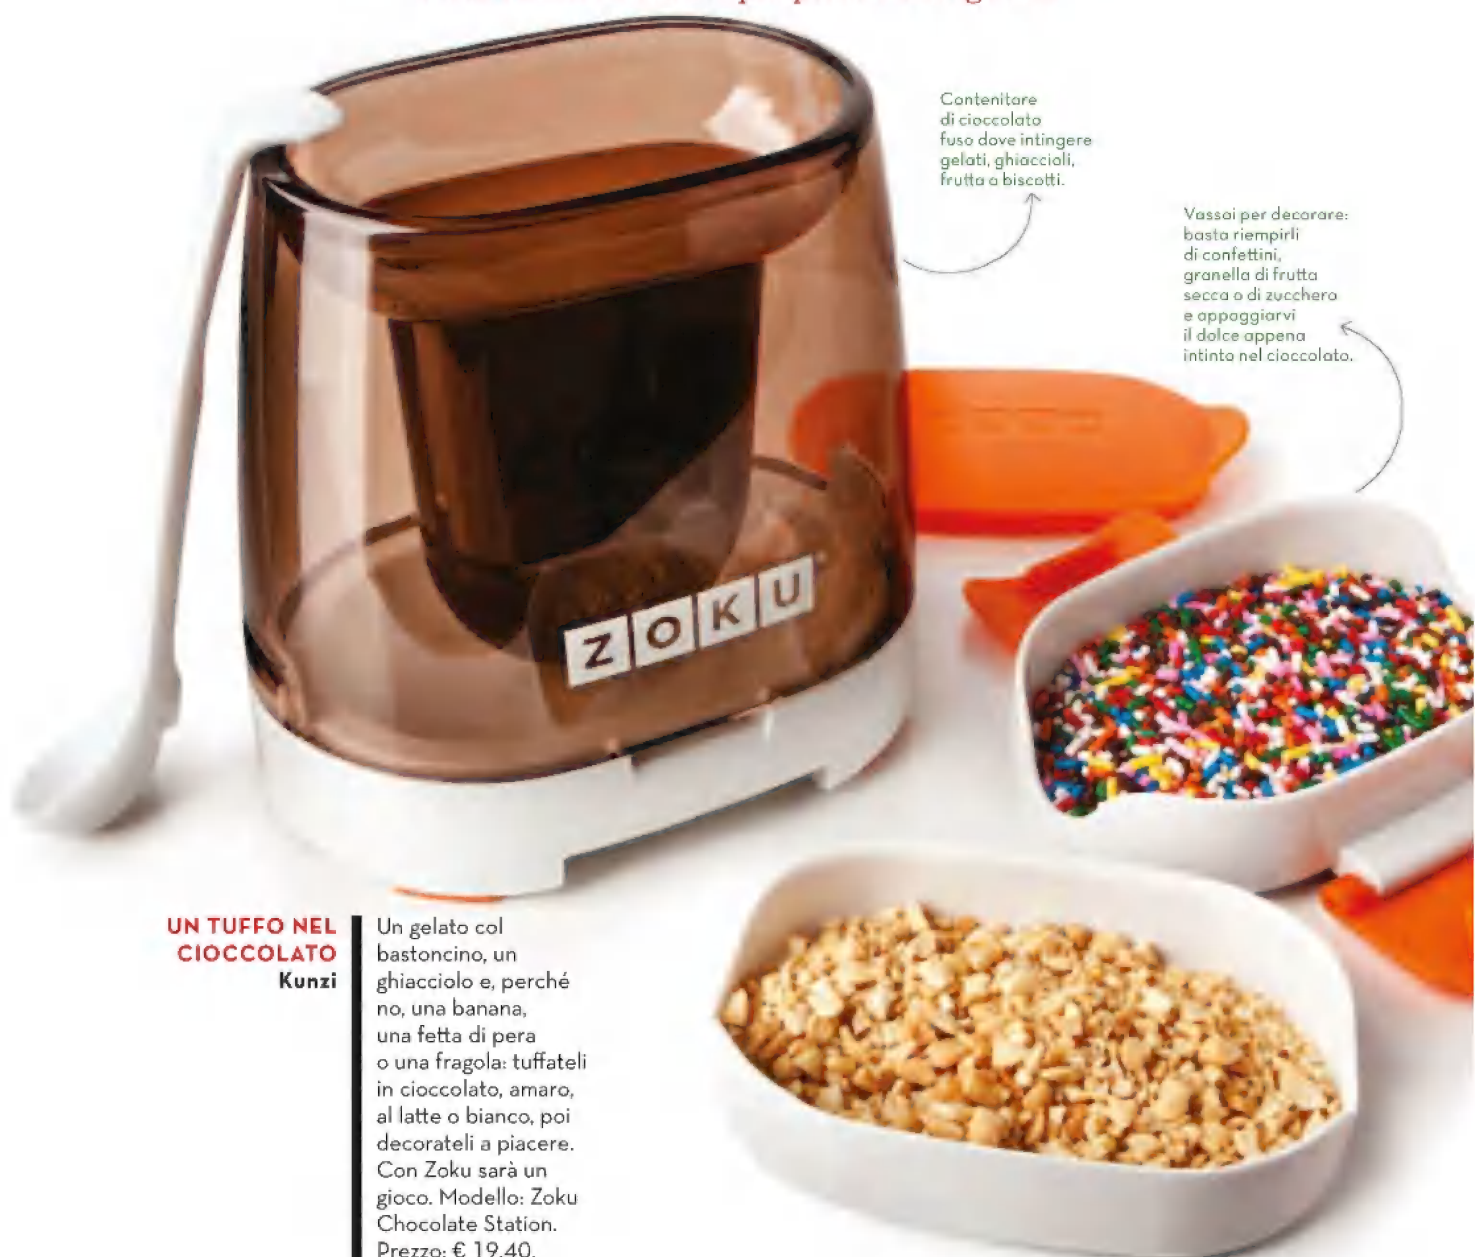 Contenitore
di cioccolato
fuso dove intingere
gelati, ghiaccioli,
frutta o biscotti.
Vassoi per decorare:
basta riempirli
di confettini,
granella di frutta
secca o di zucchero
e appoggiarvi
il dolce appena
intinto nel cioccolato.
ZOKU
UN TUFFO NEL
CIOCCOLATO
Kunzi
Un gelato col
bastoncino, un
ghiacciolo e, perché
no, una banana,
una fetta di pera
o una fragola: tuffateli
in cioccolato, amaro,
al latte o bianco, poi
decorateli a piacere.
Con Zoku sarà un
gioco. Modello: Zoku
Chocolate Station.
Prezzo: € 19,40.